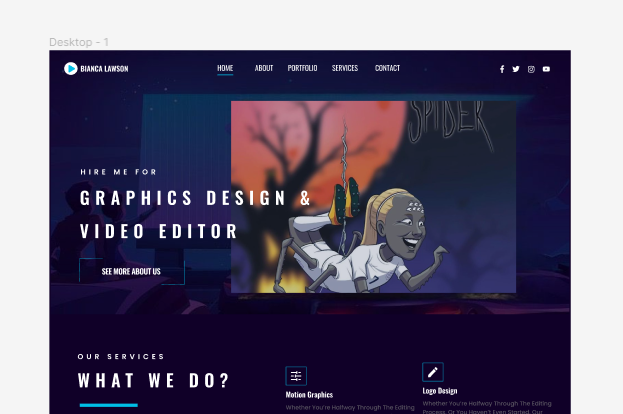 Desktop - 1
BIANCA LAWSON
HOME ABOUT PORTFOLIO SERVICES CONTACT
SPIDER
HIRE ME FOR
GRAPHICS DESIGN &
VIDEO EDITOR
SEE MORE ABOUT US
OUR SERVICES
WHAT WE DO?
Motion Graphics
Whether You're Halfway Through The Editing
Logo Design
Whether You're Halfway Through The Editing
Process, Or You Haven't Even Started, Our